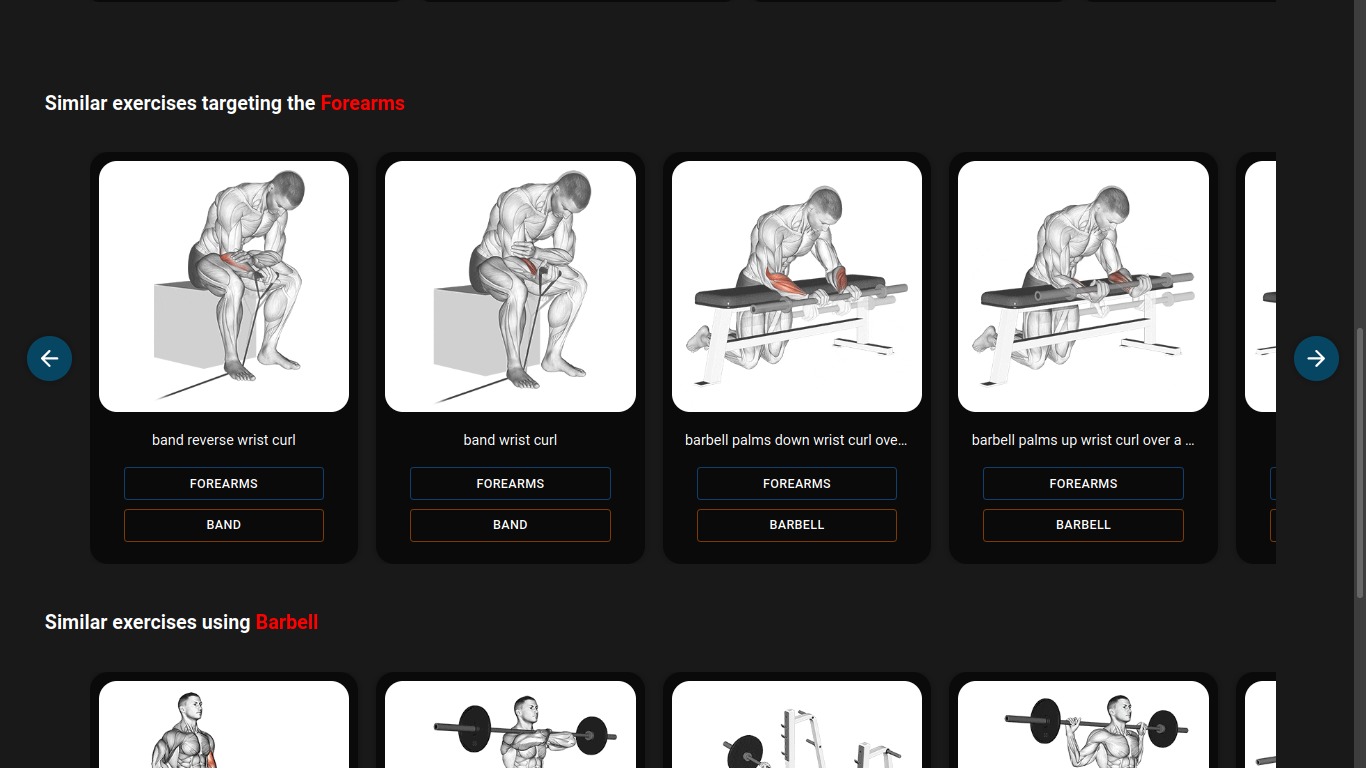 Similar exercises targeting the Forearms
band reverse wrist curl
band wrist curl
barbell palms down wrist curl ove...
barbell palms up wrist curl over a ...
FOREARMS
FOREARMS
FOREARMS
FOREARMS
BAND
BAND
BARBELL
BARBELL
Similar exercises using Barbell